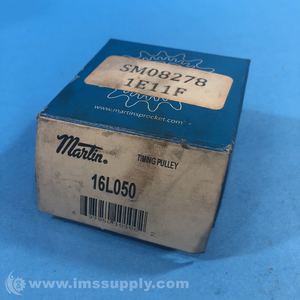 SM08278
1E11F
www.martinsprocket.com
Martin
TIMING PULLEY
16L050
© www.imssupply.com